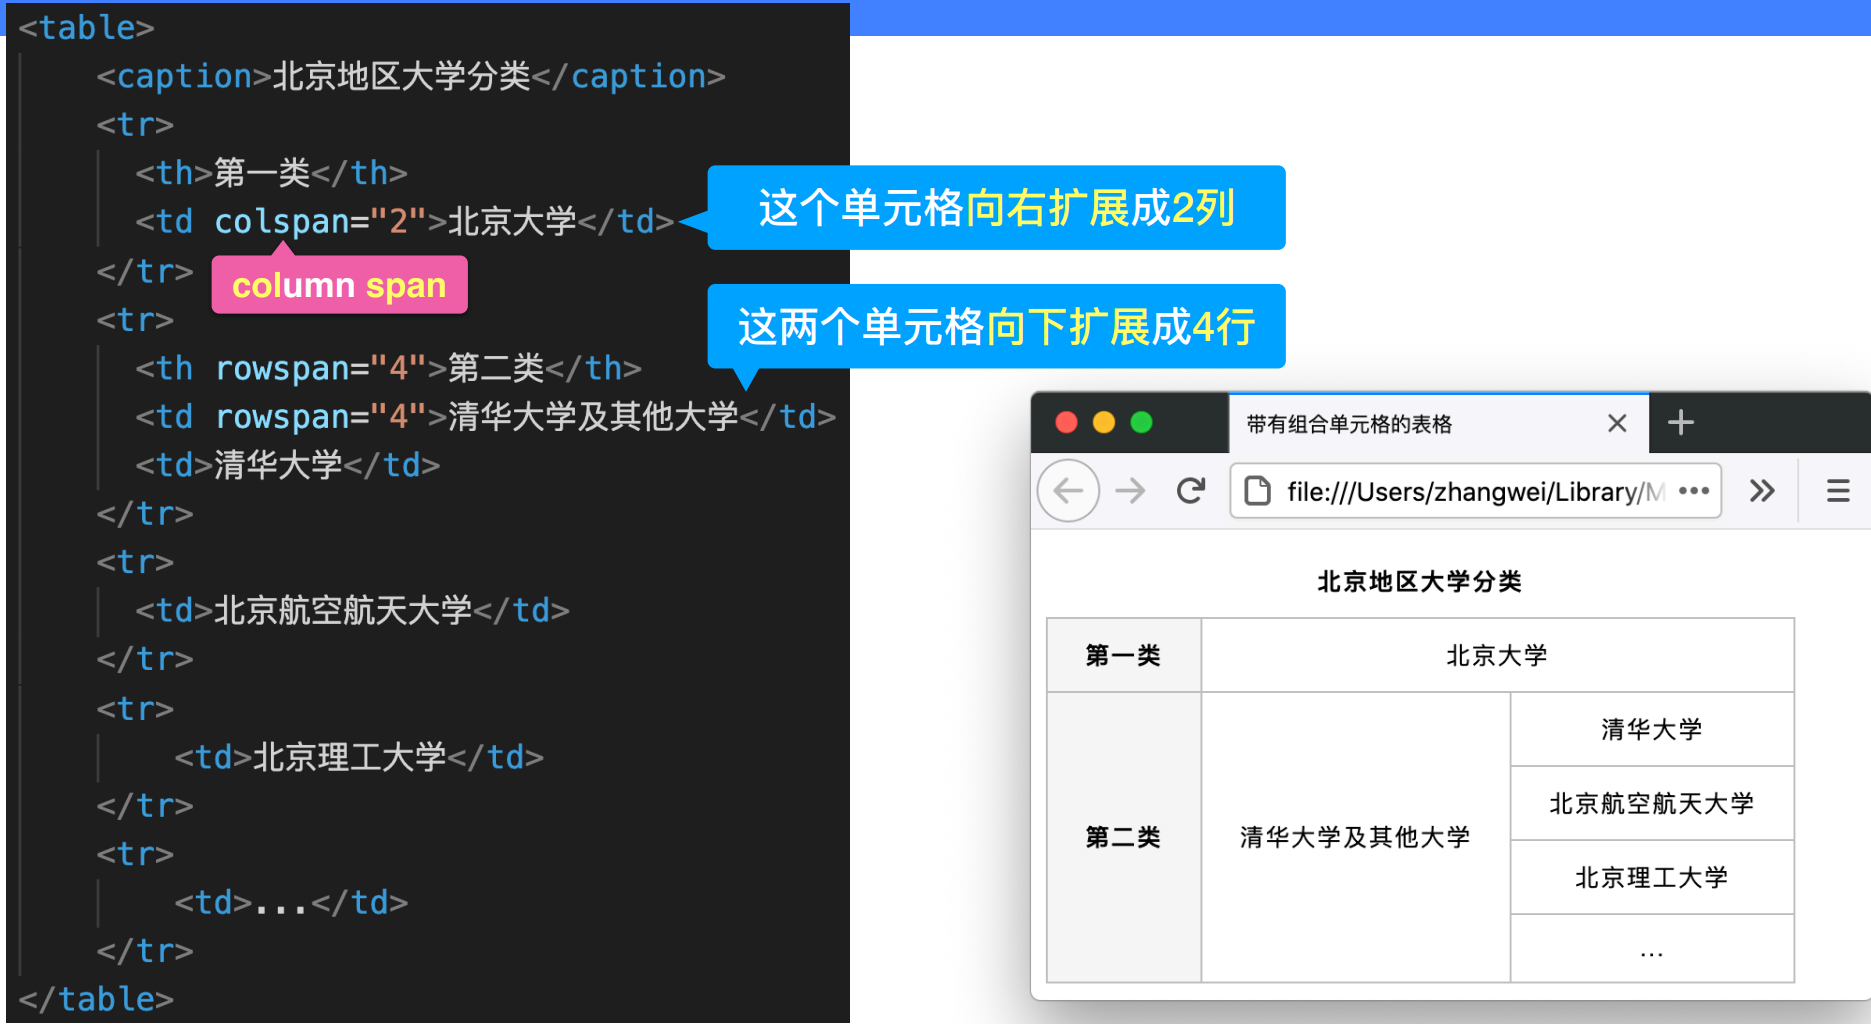 <table>
<caption>北京地区大学分类</caption>
<tr>
<th>第一类</th>
<td colspan="2">北京大学</td>
这个单元格向右扩展成2列
</tr>
column span
<tr>
这两个单元格向下扩展成4行
<th rowspan="4">第二类</th>
<td rowspan="4">清华大学及其他大学</td>
<td>清华大学</td>
</tr>
<tr>
<td>北京航空航天大学</td>
</tr>
<tr>
<td>北京理工大学</td>
</tr>
<tr>
<td>...</td>
</tr>
</table>
带有组合单元格的表格
file:///Users/zhangwei/Library/M
北京地区大学分类
第一类 北京大学
第二类 清华大学及其他大学 清华大学
北京航空航天大学
北京理工大学
...